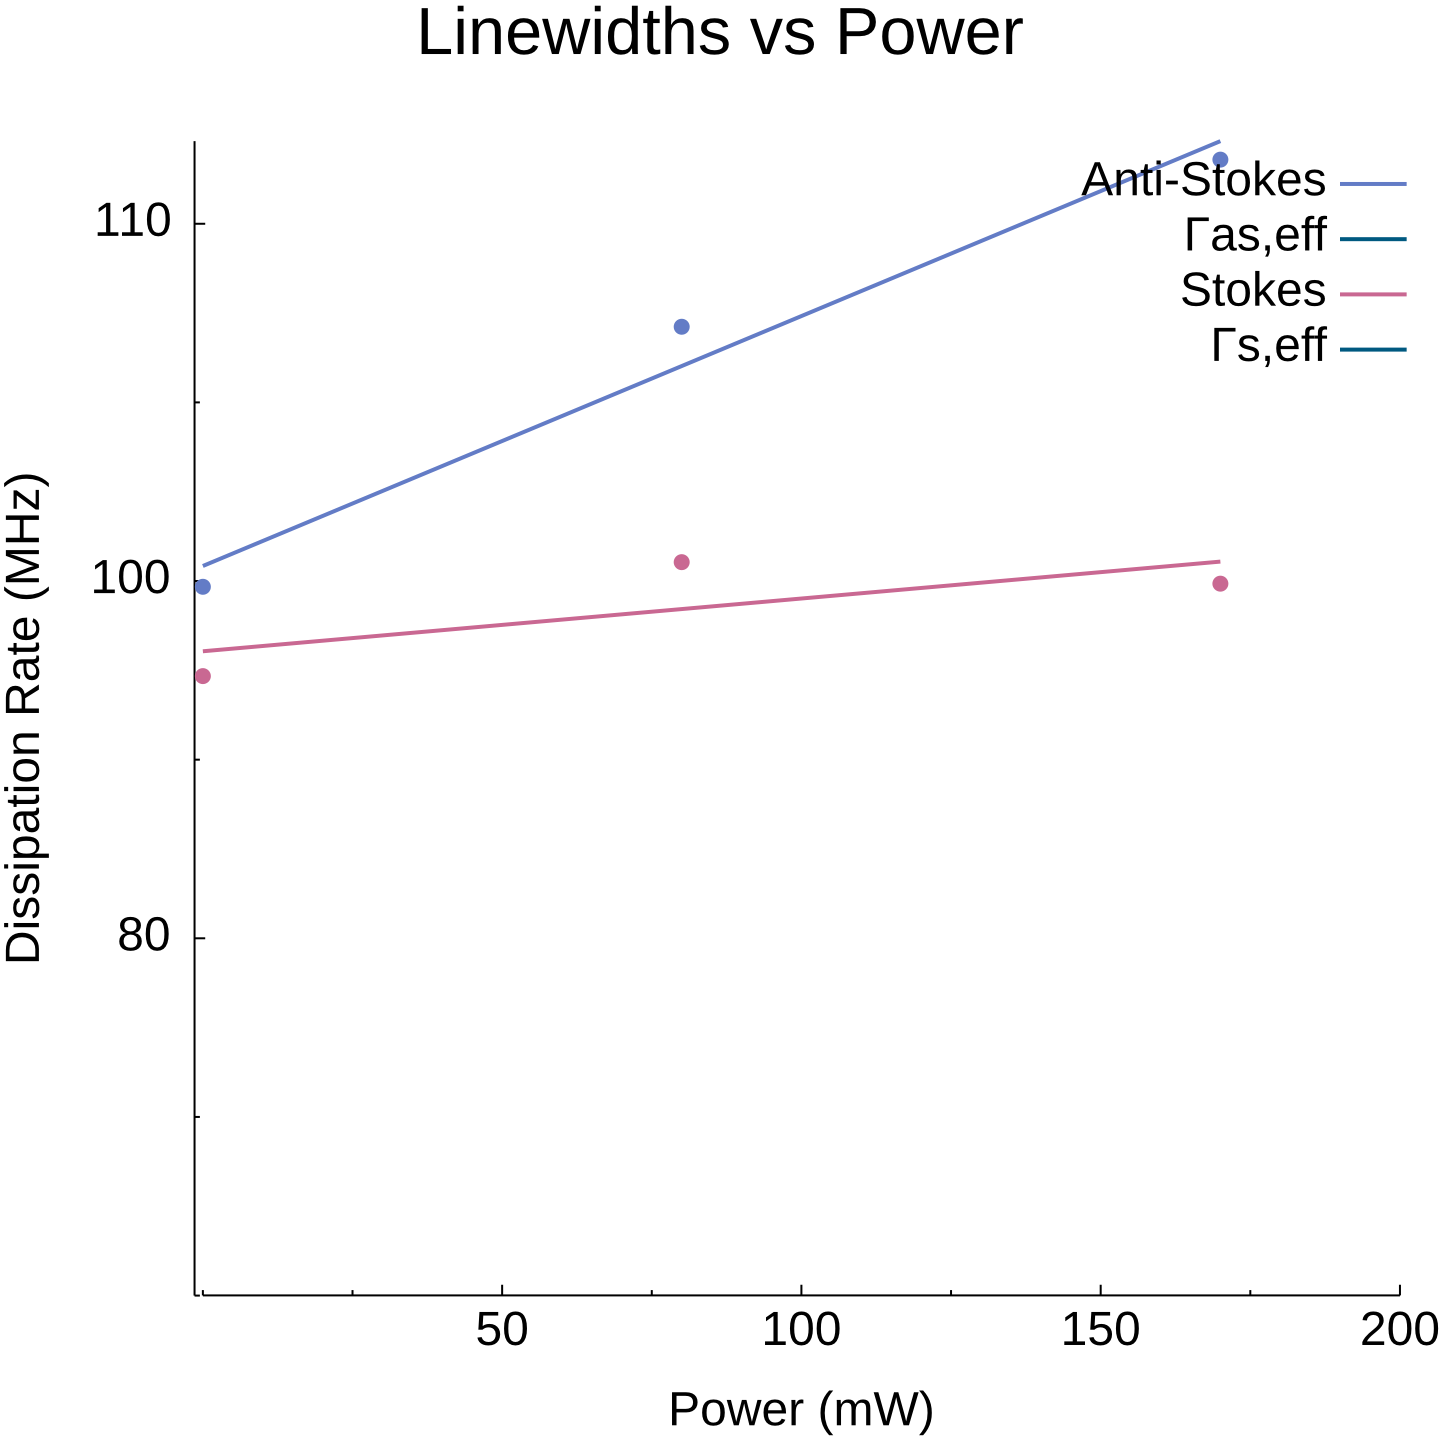 Linewidths vs Power
Anti-Stokes
Γas,eff
Stokes
Γs,eff
110
100
80
Dissipation Rate (MHz)
50
100
150
200
Power (mW)